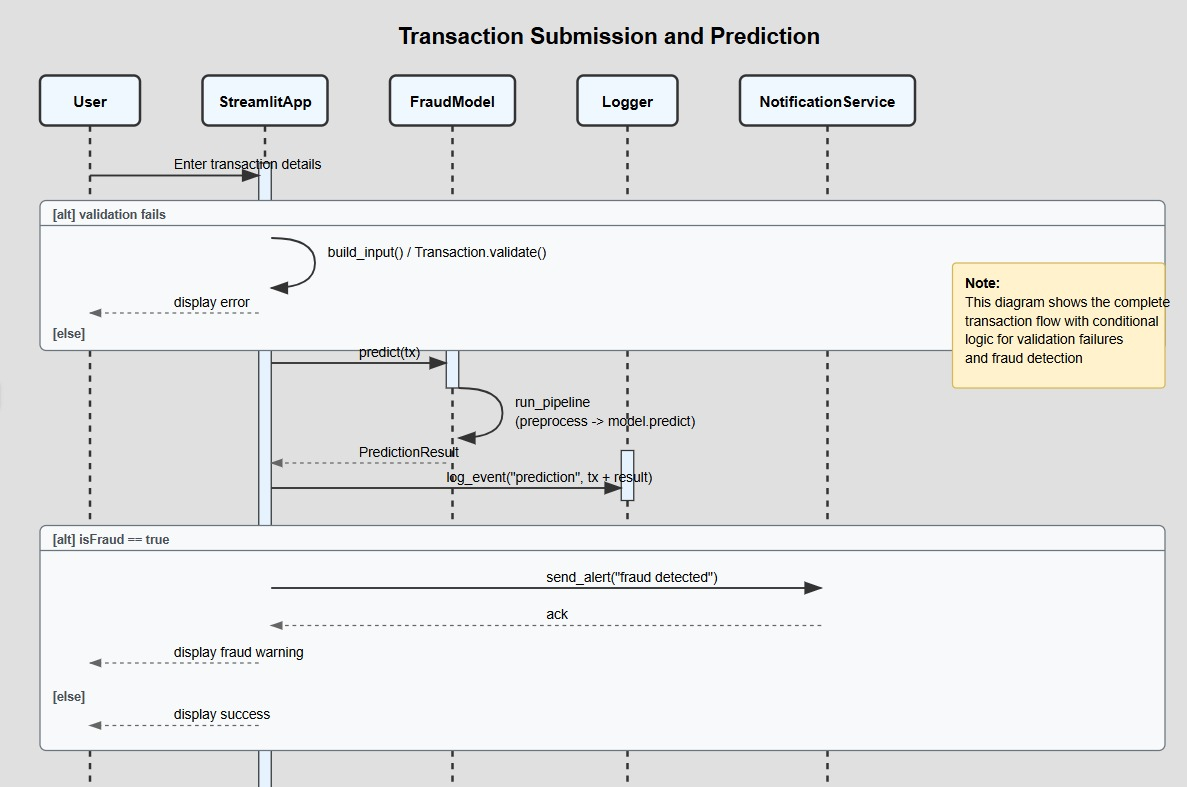 Transaction Submission and Prediction
User
StreamlitApp
FraudModel
Logger
NotificationService
Enter transaction details
[alt] validation fails
build_input() / Transaction.validate()
Note:
This diagram shows the complete
transaction flow with conditional
logic for validation failures
and fraud detection
display error
[else]
predict(tx)
run_pipeline
(preprocess -> model.predict)
PredictionResult
log_event("prediction", tx + result)
[alt] isFraud == true
send_alert("fraud detected")
ack
display fraud warning
[else]
display success